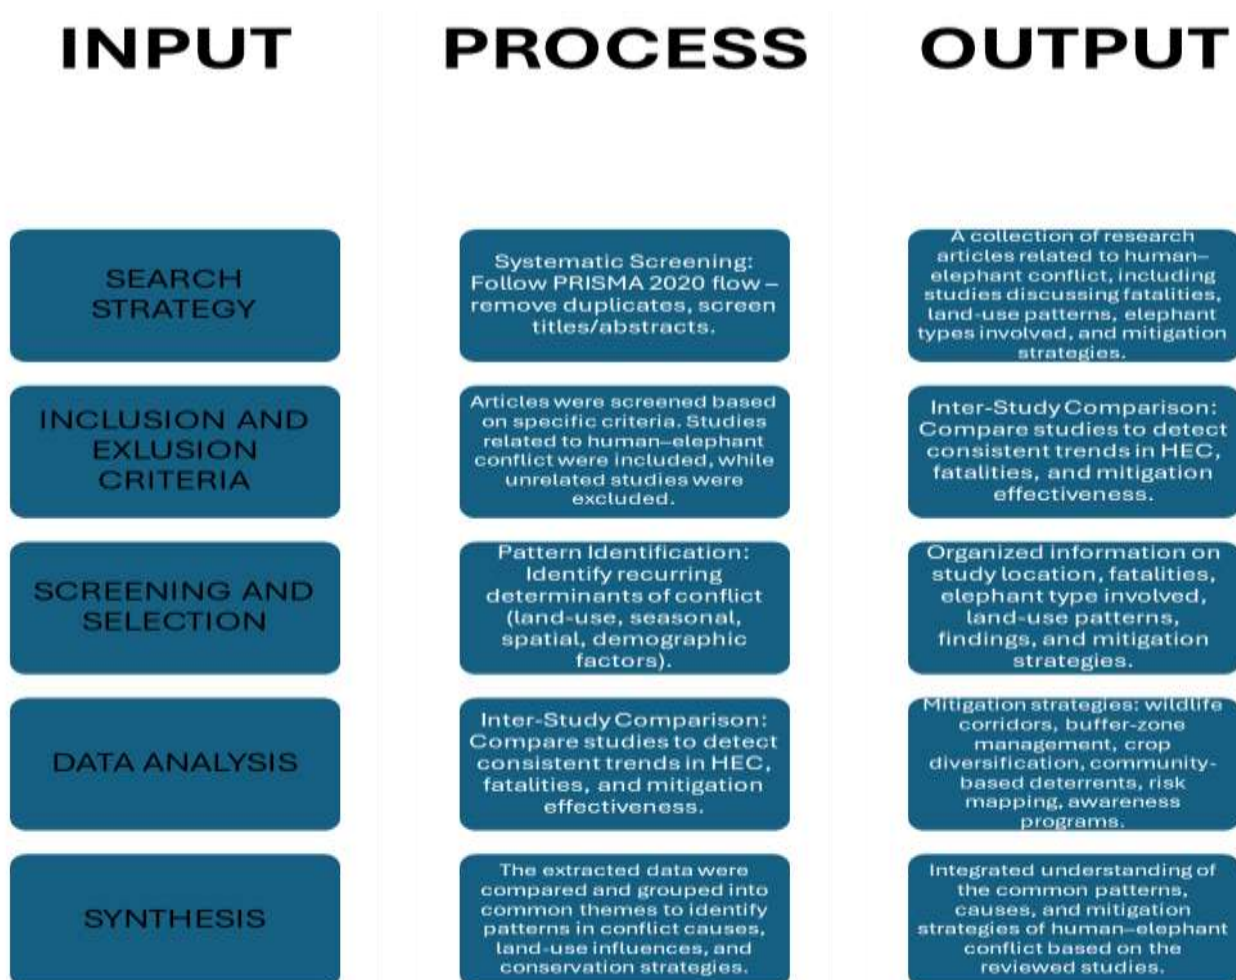 INPUT
PROCESS
OUTPUT
SEARCH
STRATEGY
Systematic Screening:
Follow PRISMA 2020 flow –
remove duplicates, screen
titles/abstracts.
A collection of research
articles related to human–
elephant conflict, including
studies discussing fatalities,
land-use patterns, elephant
types involved, and mitigation
strategies.
INCLUSION AND
EXLUSION
CRITERIA
Articles were screened based
on specific criteria. Studies
related to human–elephant
conflict were included, while
unrelated studies were
excluded.
Inter-Study Comparison:
Compare studies to detect
consistent trends in HEC,
fatalities, and mitigation
effectiveness.
SCREENING AND
SELECTION
Pattern Identification:
Identify recurring
determinants of conflict
(land-use, seasonal,
spatial, demographic
factors).
Organized information on
study location, fatalities,
elephant type involved,
land-use patterns,
findings, and mitigation
strategies.
DATA ANALYSIS
Inter-Study Comparison:
Compare studies to detect
consistent trends in HEC,
fatalities, and mitigation
effectiveness.
Mitigation strategies: wildlife
corridors, buffer-zone
management, crop
diversification, community-
based deterrents, risk
mapping, awareness
programs.
SYNTHESIS
The extracted data were
compared and grouped into
common themes to identify
patterns in conflict causes,
land-use influences, and
conservation strategies.
Integrated understanding of
the common patterns,
causes, and mitigation
strategies of human–elephant
conflict based on the
reviewed studies.